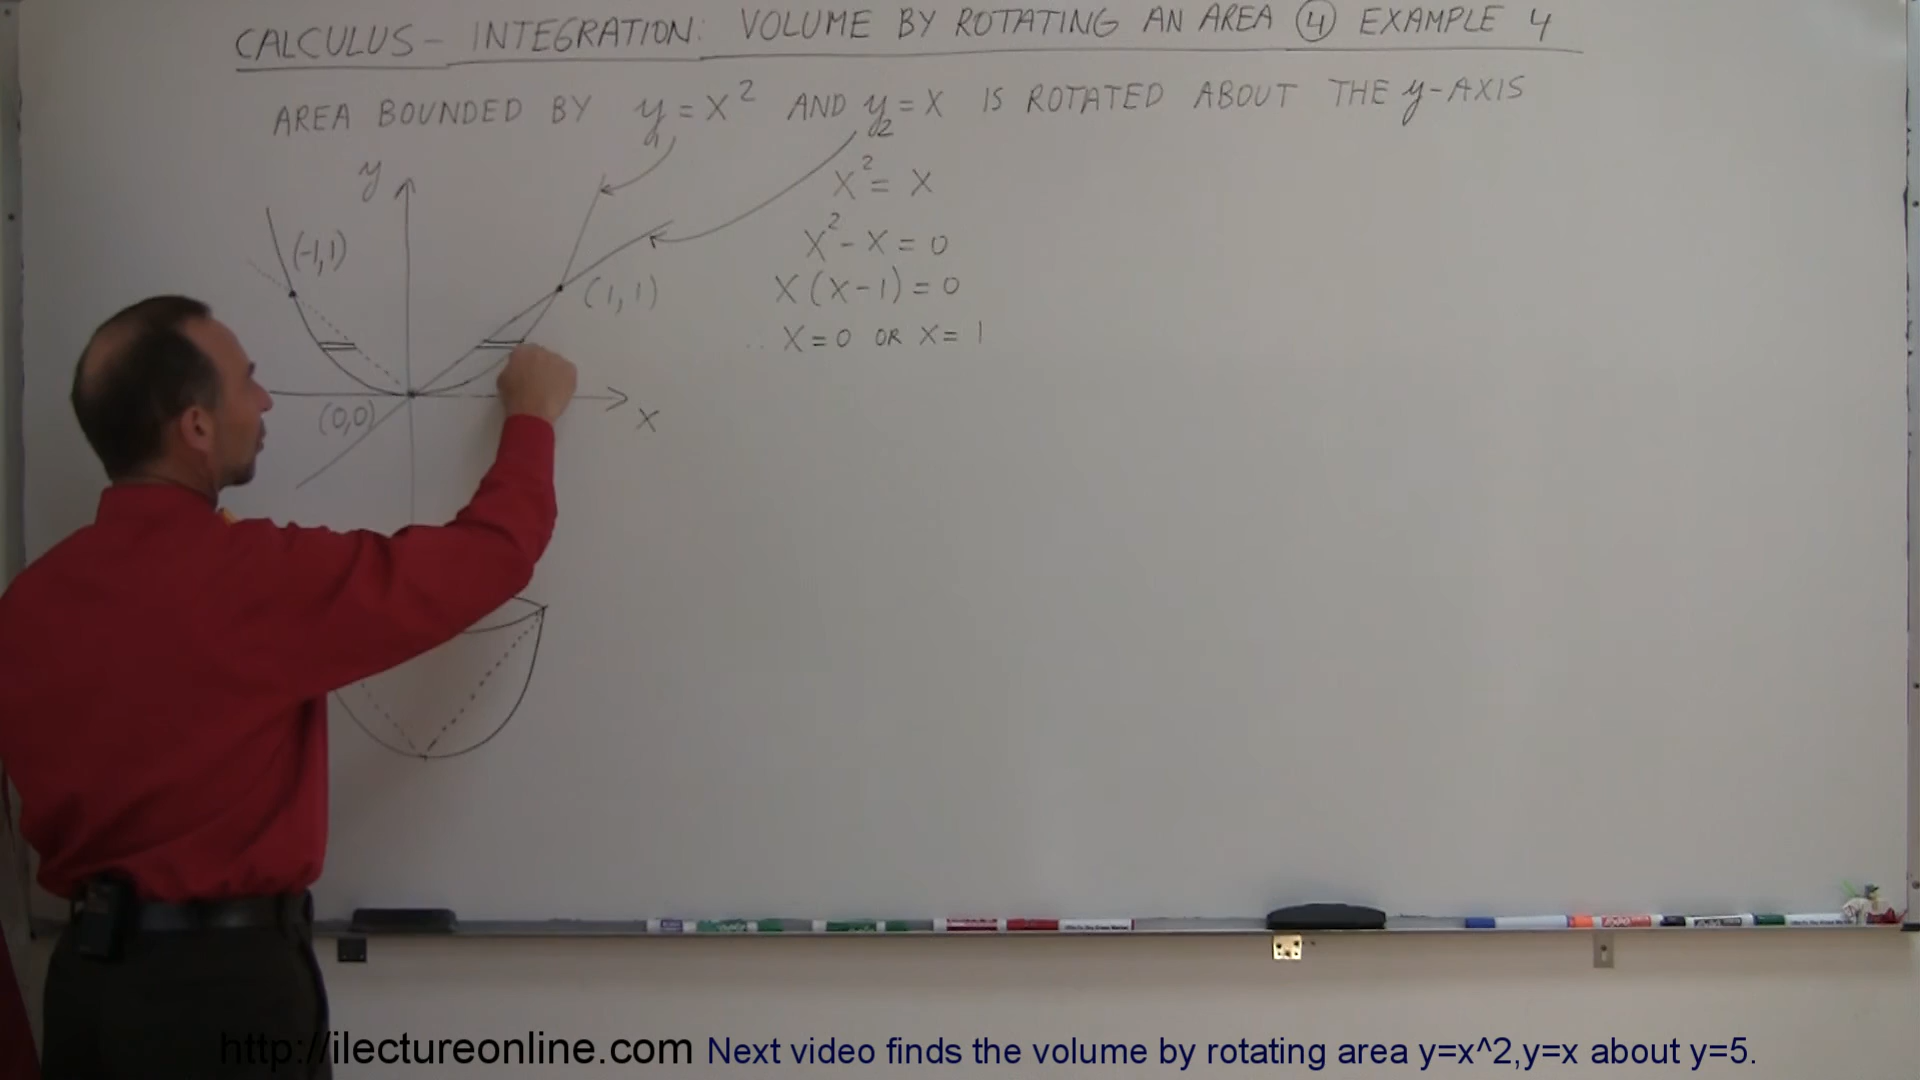 CALCULUS - INTEGRATION: VOLUME BY ROTATING AN AREA ④ EXAMPLE 4
AREA BOUNDED BY y₁ = x² AND y₂ = x IS ROTATED ABOUT THE y-AXIS
y
x² = x
(-1,1)
x² - x = 0
(1,1)
x(x-1) = 0
∴ x = 0 OR x = 1
(0,0)
x
http://ilectureonline.com Next video finds the volume by rotating area y=x^2,y=x about y=5.